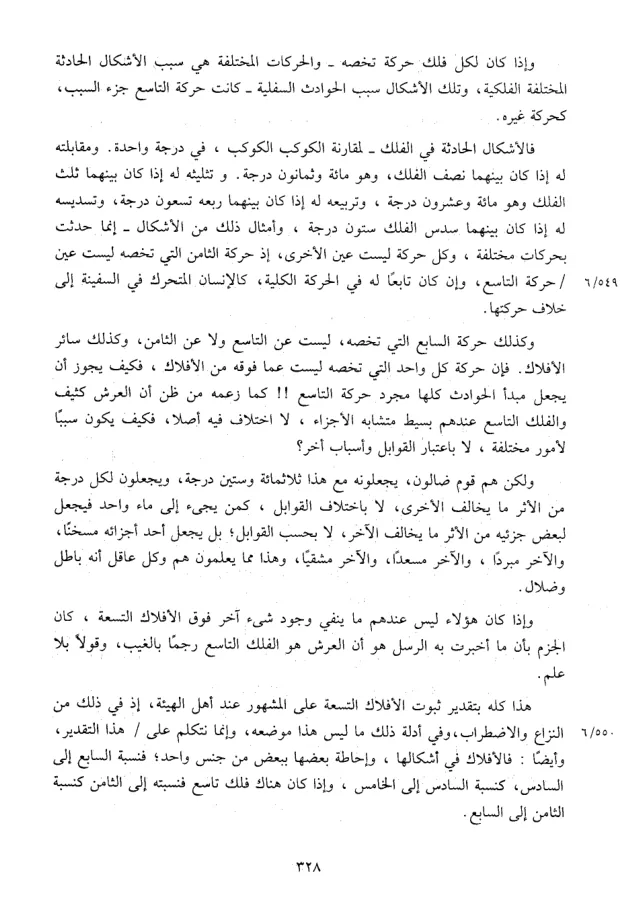 وإذا كان لكل فلك حركة تخصه ـ والحركات المختلفة هي سبب الأشكال الحادثة
المختلفة الفلكية، وتلك الأشكال سبب الحوادث السفلية ـ كانت حركة التاسع جزء السبب،
كحركة غيره.
فالأشكال الحادثة في الفلك ـ لمقارنة الكوكب الكوكب ، في درجة واحدة. ومقابلته
له إذا كان بينهما نصف الفلك، وهو مائة وثمانون درجة. و تثليثه له إذا كان بينهما ثلث
الفلك وهو مائة وعشرون درجة ، وتربيعه له إذا كان بينهما ربعه تسعون درجة، وتسديسه
له إذا كان بينهما سدس الفلك ستون درجة ، وأمثال ذلك من الأشكال ـ إنما حدثت
بحركات مختلفة ، وكل حركة ليست عين الأخرى، إذ حركة الثامن التي تخصه ليست عين
/ حركة التاسع، وإن كان تابعًا له في الحركة الكلية، كالإنسان المتحرك في السفينة إلى ٦/٥٤٩
خلاف حركتها.
وكذلك حركة السابع التي تخصه، ليست عن التاسع ولا عن الثامن، وكذلك سائر
الأفلاك. فإن حركة كل واحد التي تخصه ليست عما فوقه من الأفلاك ، فكيف يجوز أن
يجعل مبدأ الحوادث كلها مجرد حركة التاسع !! كما زعمه من ظن أن العرش كثيف
والفلك التاسع عندهم بسيط متشابه الأجزاء ، لا اختلاف فيه أصلا، فكيف يكون سببًا
لأمور مختلفة ، لا باعتبار القوابل وأسباب أخر؟
ولكن هم قوم ضالون، يجعلونه مع هذا ثلاثمائة وستين درجة، ويجعلون لكل درجة
من الأثر ما يخالف الأخرى، لا باختلاف القوابل ، كمن يجىء إلى ماء واحد فيجعل
لبعض جزئيه من الأثر ما يخالف الآخر، لا بحسب القوابل؛ بل يجعل أحد أجزائه مسخنًا،
والآخر مبردًا ، والآخر مسعدًا، والآخر مشقيًا، وهذا مما يعلمون هم وكل عاقل أنه باطل
وضلال.
وإذا كان هؤلاء ليس عندهم ما ينفي وجود شىء آخر فوق الأفلاك التسعة ، كان
الجزم بأن ما أخبرت به الرسل هو أن العرش هو الفلك التاسع رجمًا بالغيب، وقولاً بلا
علم.
هذا كله بتقدير ثبوت الأفلاك التسعة على المشهور عند أهل الهيئة، إذ في ذلك من
النزاع والاضطراب،وفي أدلة ذلك ما ليس هذا موضعه، وإنما نتكلم على / هذا التقدير، ٦/٥٥٠
وأيضًا : فالأفلاك في أشكالها ، وإحاطة بعضها ببعض من جنس واحد؛ فنسبة السابع إلى
السادس، كنسبة السادس إلى الخامس ، وإذا كان هناك فلك تاسع فنسبته إلى الثامن كنسبة
الثامن إلى السابع.
٣٢٨